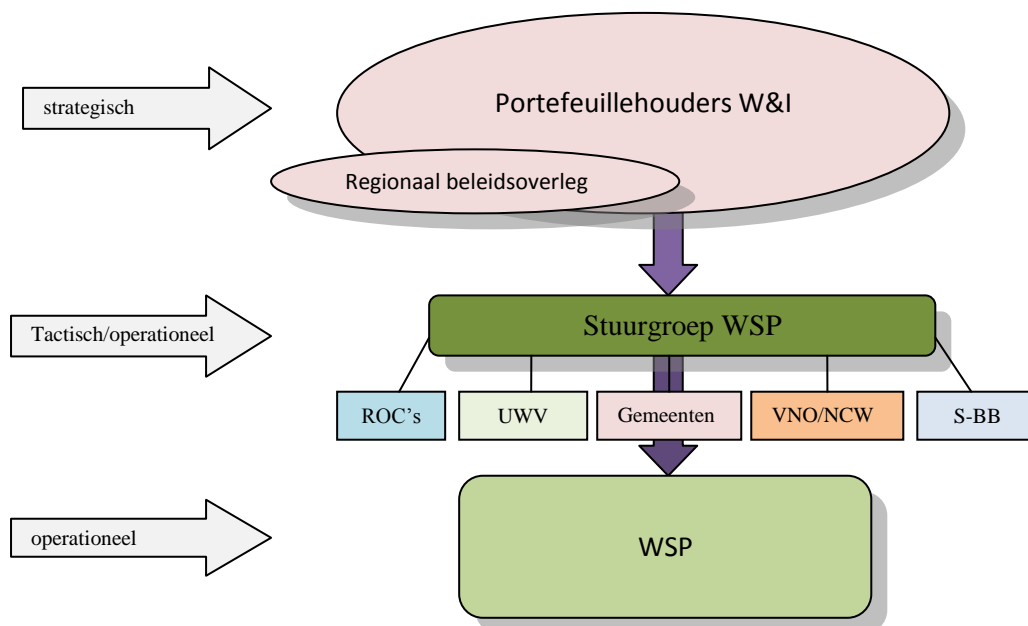 strategisch
Portefeuillehouders W&I
Regionaal beleidsoverleg
Tactisch/operationeel
Stuurgroep WSP
ROC’s
UWV
Gemeenten
VNO/NCW
S-BB
operationeel
WSP